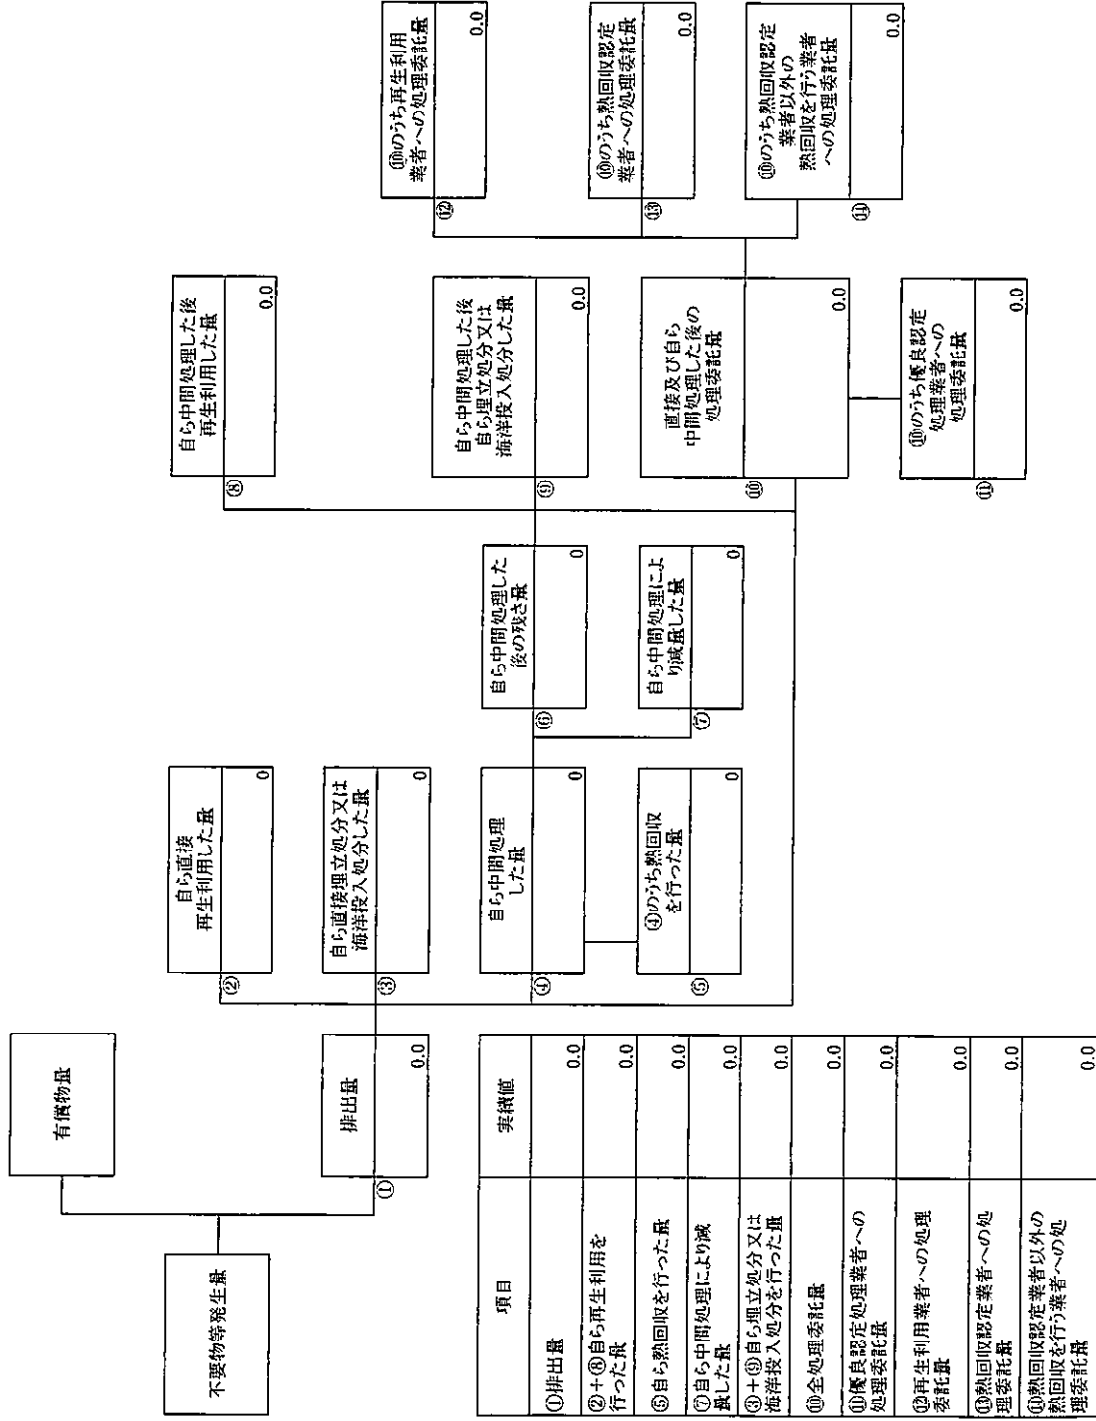 不要物等発生量
有償物量
①
排出量
0.0
②
自ら直接
再生利用した量
0
③
自ら直接埋立処分又は
海洋投入処分した量
0
④
自ら中間処理
した量
0
⑤
④のうち熱回収
を行った量
0
⑥
自ら中間処理した
後の残さ量
0
⑦
自ら中間処理によ
り減量した量
0
⑧
自ら中間処理した後
再生利用した量
0.0
⑨
自ら中間処理した後
自ら埋立処分又は
海洋投入処分した量
0.0
⑩
直接及び自ら
中間処理した後の
処理委託量
0.0
⑪
⑩のうち優良認定
処理業者への
処理委託量
0.0
⑫
⑩のうち再生利用
業者への処理委託量
0.0
⑬
⑩のうち熱回収認定
業者への処理委託量
0.0
⑭
⑩のうち熱回収認定
業者以外の
熱回収を行う業者
への処理委託量
0.0
項目 実績値
①排出量 0.0
②+⑧自ら再生利用を
行った量 0.0
⑤自ら熱回収を行った量 0.0
⑦自ら中間処理により減
量した量 0.0
③+⑨自ら埋立処分又は
海洋投入処分を行った量 0.0
⑩全処理委託量 0.0
⑪優良認定処理業者への
処理委託量 0.0
⑫再生利用業者への処理
委託量 0.0
⑬熱回収認定業者への処
理委託量 0.0
⑭熱回収認定業者以外の
熱回収を行う業者への処
理委託量 0.0